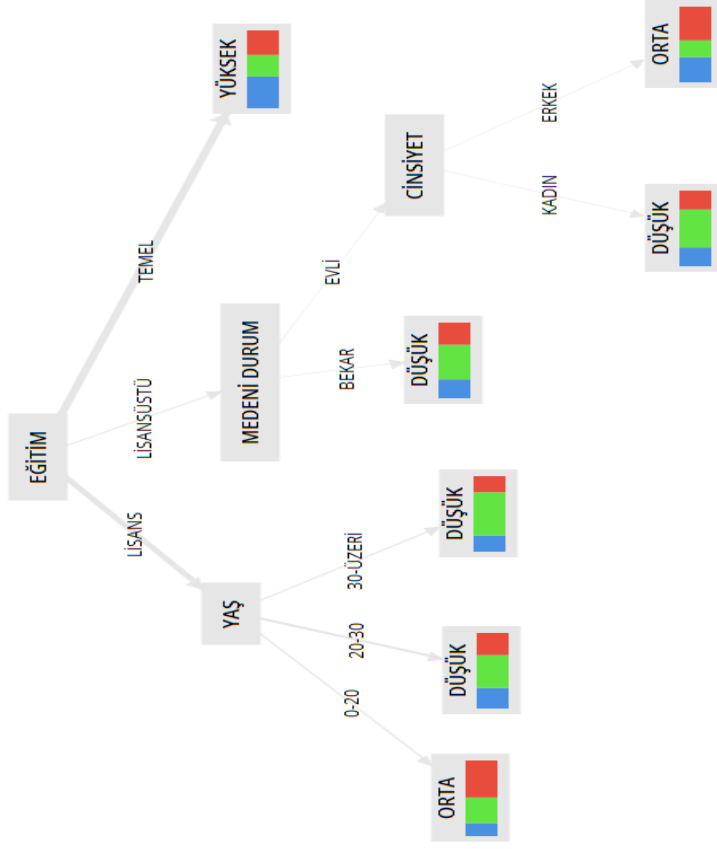 EĞİTİM
LİSANS
LİSANSÜSTÜ
TEMEL
YAŞ
MEDENİ DURUM
YÜKSEK
0-20
20-30
30-ÜZERİ
BEKAR
EVLİ
ORTA
DÜŞÜK
DÜŞÜK
DÜŞÜK
CİNSİYET
KADIN
ERKEK
DÜŞÜK
ORTA